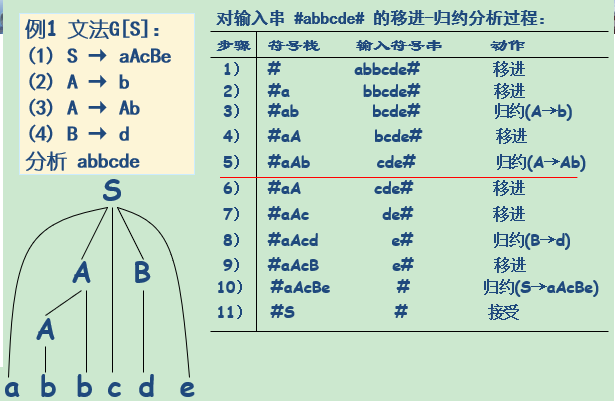 例1 文法G[S]:
(1) S → aAcBe
(2) A → b
(3) A → Ab
(4) B → d
分析 abbcde
S
A B
A
a b b c d e
对输入串 #abbcde# 的移进-归约分析过程:
步骤 符号栈 输入符号串 动作
1) # abbcde# 移进
2) #a bbcde# 移进
3) #ab bcde# 归约(A→b)
4) #aA bcde# 移进
5) #aAb cde# 归约(A→Ab)
6) #aA cde# 移进
7) #aAc de# 移进
8) #aAcd e# 归约(B→d)
9) #aAcB e# 移进
10) #aAcBe # 归约(S→aAcBe)
11) #S # 接受